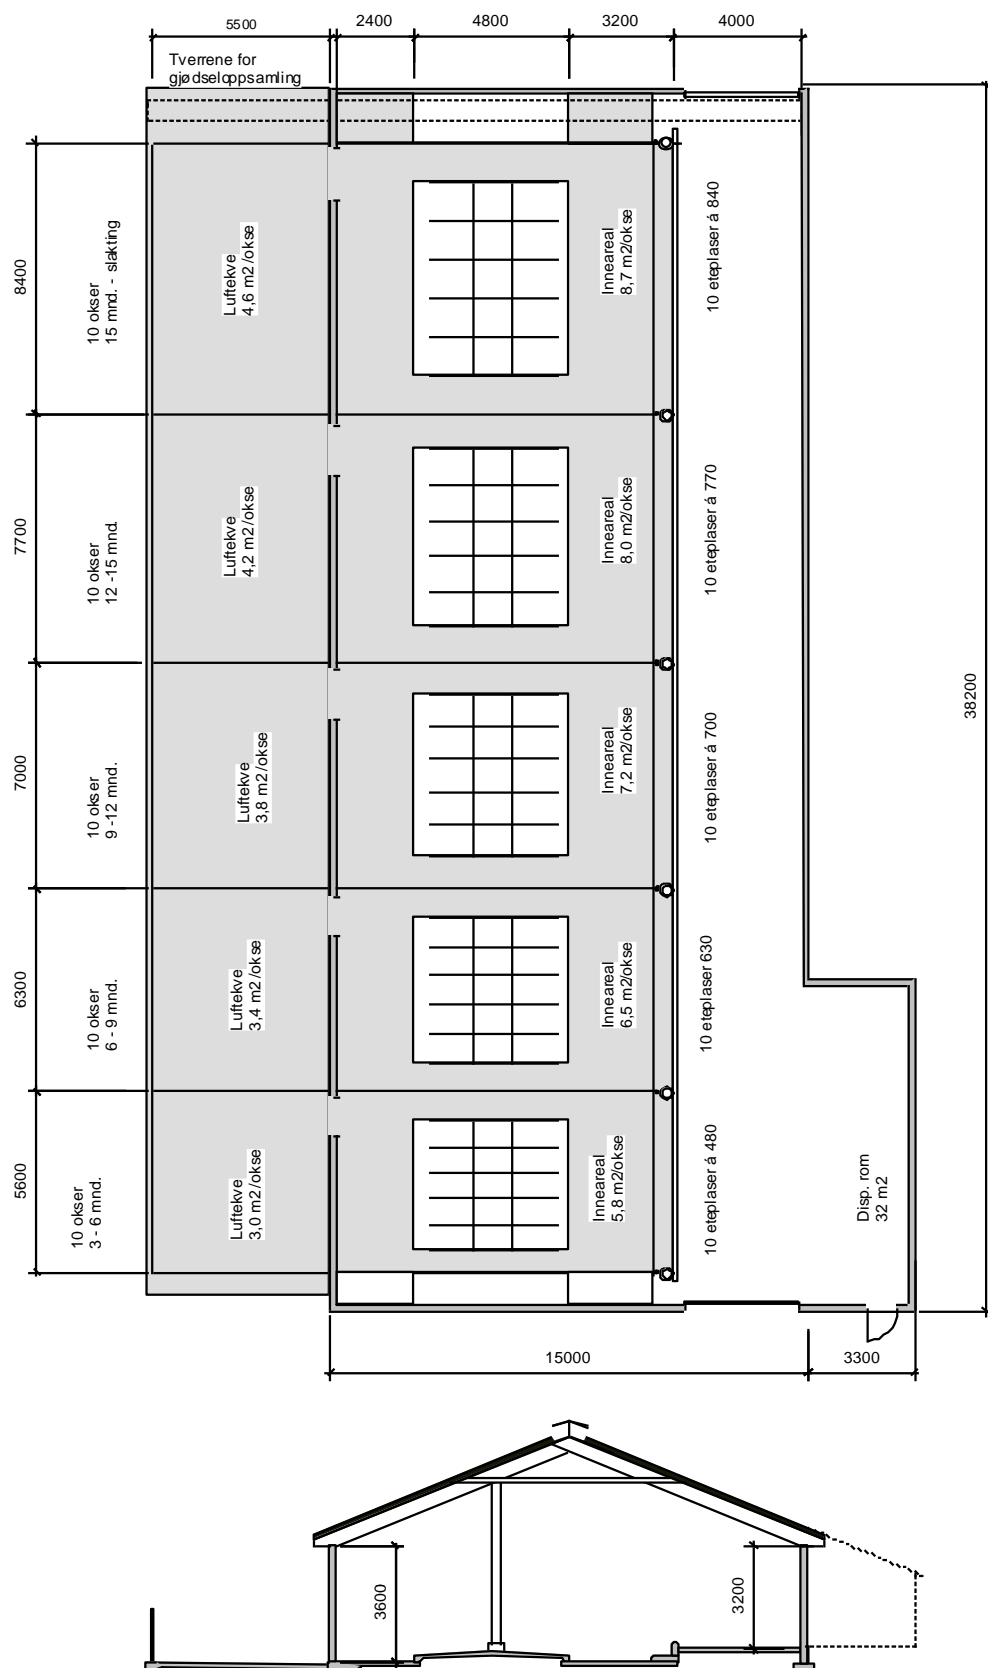 5500
2400
4800
3200
4000
Tverrene for
gjødseloppsamling
8400
10 okser
15 mnd. - slakting
Luftekve
4,6 m2/okse
Inneareal
8,7 m2/okse
10 eteplaser á 840
7700
10 okser
12 -15 mnd.
Luftekve
4,2 m2/okse
Inneareal
8,0 m2/okse
10 eteplaser á 770
38200
7000
10 okser
9 -12 mnd.
Luftekve
3,8 m2/okse
Inneareal
7,2 m2/okse
10 eteplaser á 700
6300
10 okser
6 - 9 mnd.
Luftekve
3,4 m2/okse
Inneareal
6,5 m2/okse
10 eteplaser 630
5600
10 okser
3 - 6 mnd.
Luftekve
3,0 m2/okse
Inneareal
5,8 m2/okse
10 eteplaser á 480
Disp. rom
32 m2
15000
3300
3600
3200